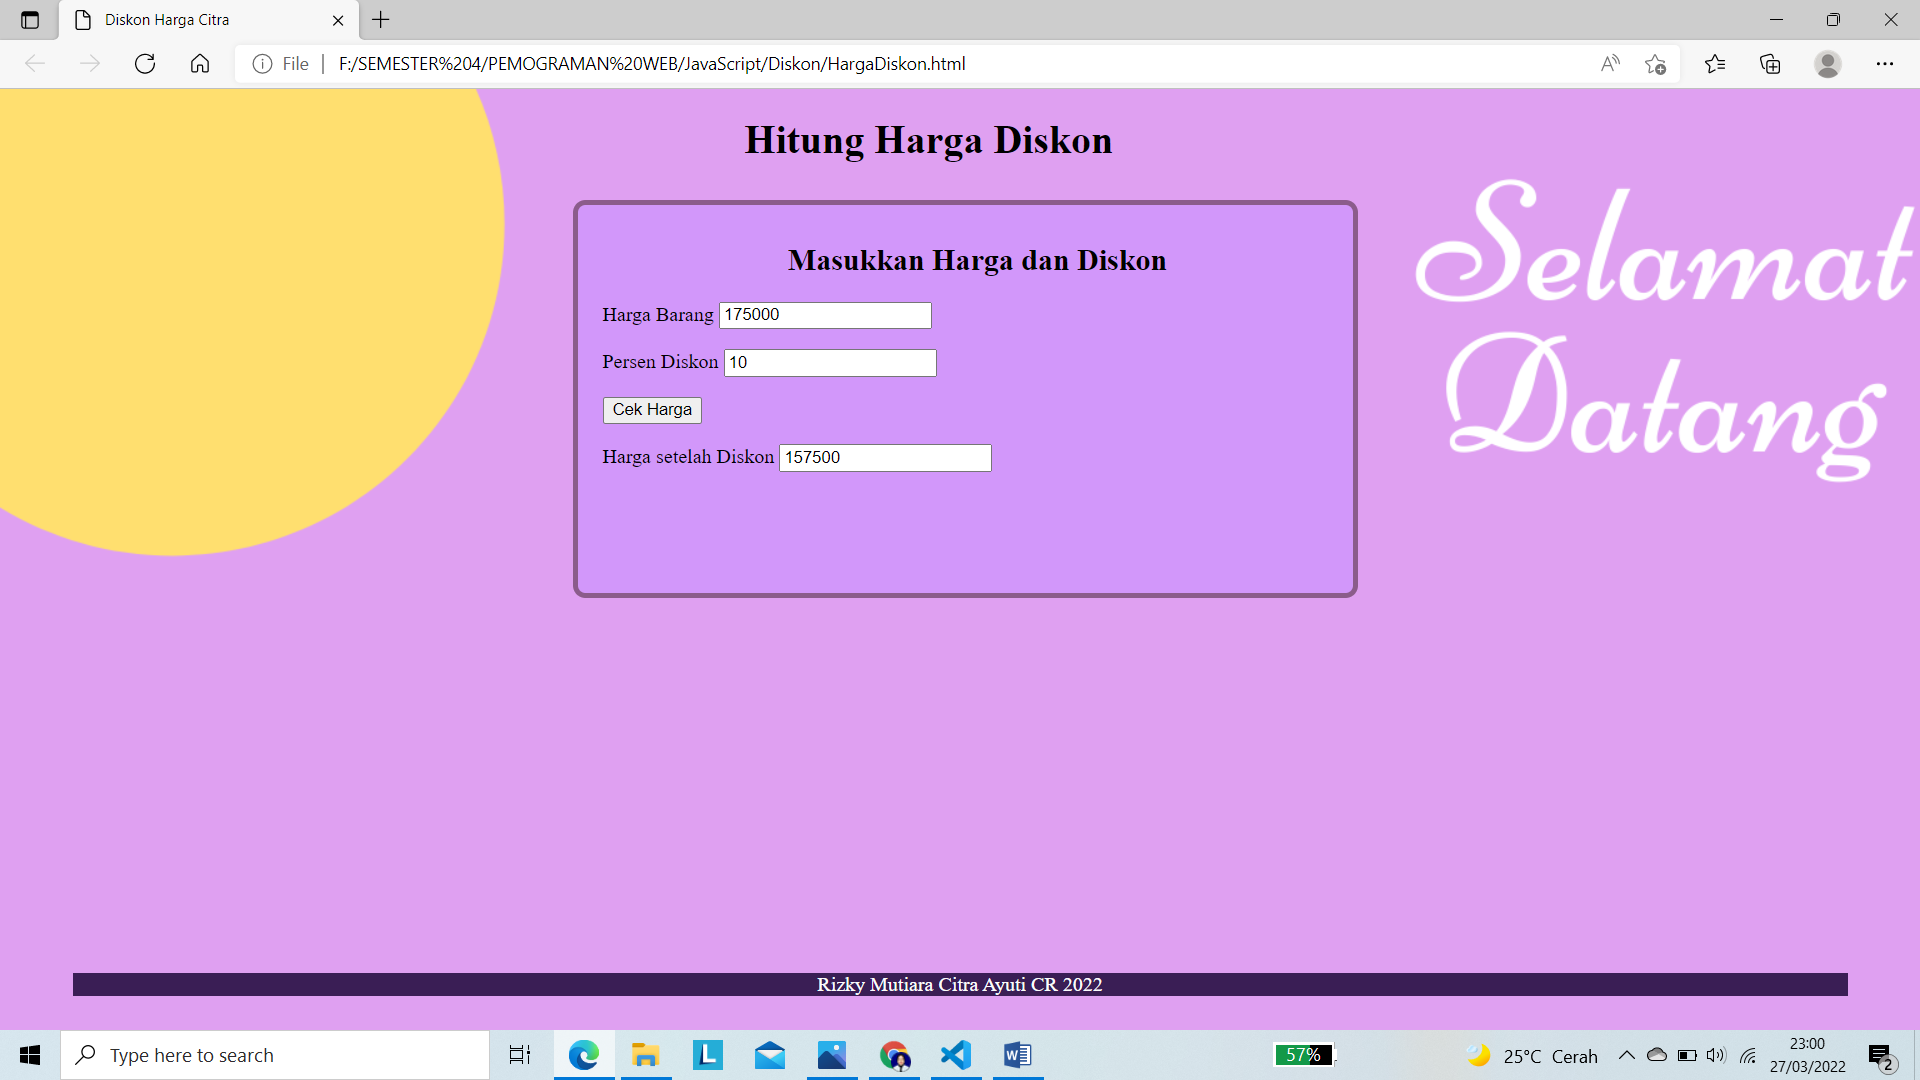 Diskon Harga Citra
File
F:/SEMESTER%204/PEMOGRAMAN%20WEB/JavaScript/Diskon/HargaDiskon.html
Hitung Harga Diskon
Selamat
Datang
Masukkan Harga dan Diskon
Harga Barang 175000
Persen Diskon 10
Cek Harga
Harga setelah Diskon 157500
Rizky Mutiara Citra Ayuti CR 2022
Type here to search
L
W
57%
25°C Cerah
23:00
27/03/2022
2